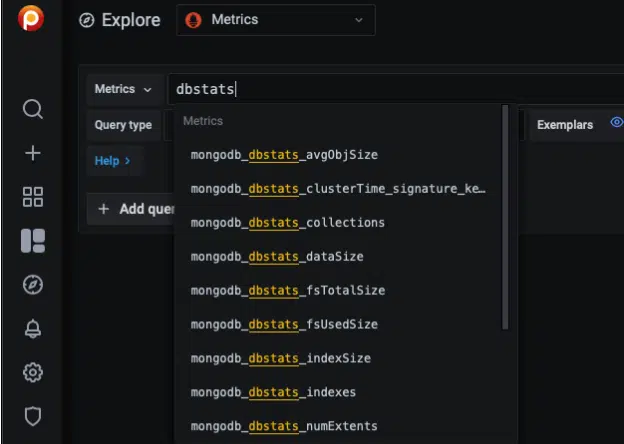 Explore
Metrics
Metrics
dbstats
Query type
Metrics
Exemplars
Help >
mongodb_dbstats_avgObjSize
mongodb_dbstats_clusterTime_signature_ke…
+ Add quer
mongodb_dbstats_collections
mongodb_dbstats_dataSize
mongodb_dbstats_fsTotalSize
mongodb_dbstats_fsUsedSize
mongodb_dbstats_indexSize
mongodb_dbstats_indexes
mongodb_dbstats_numExtents